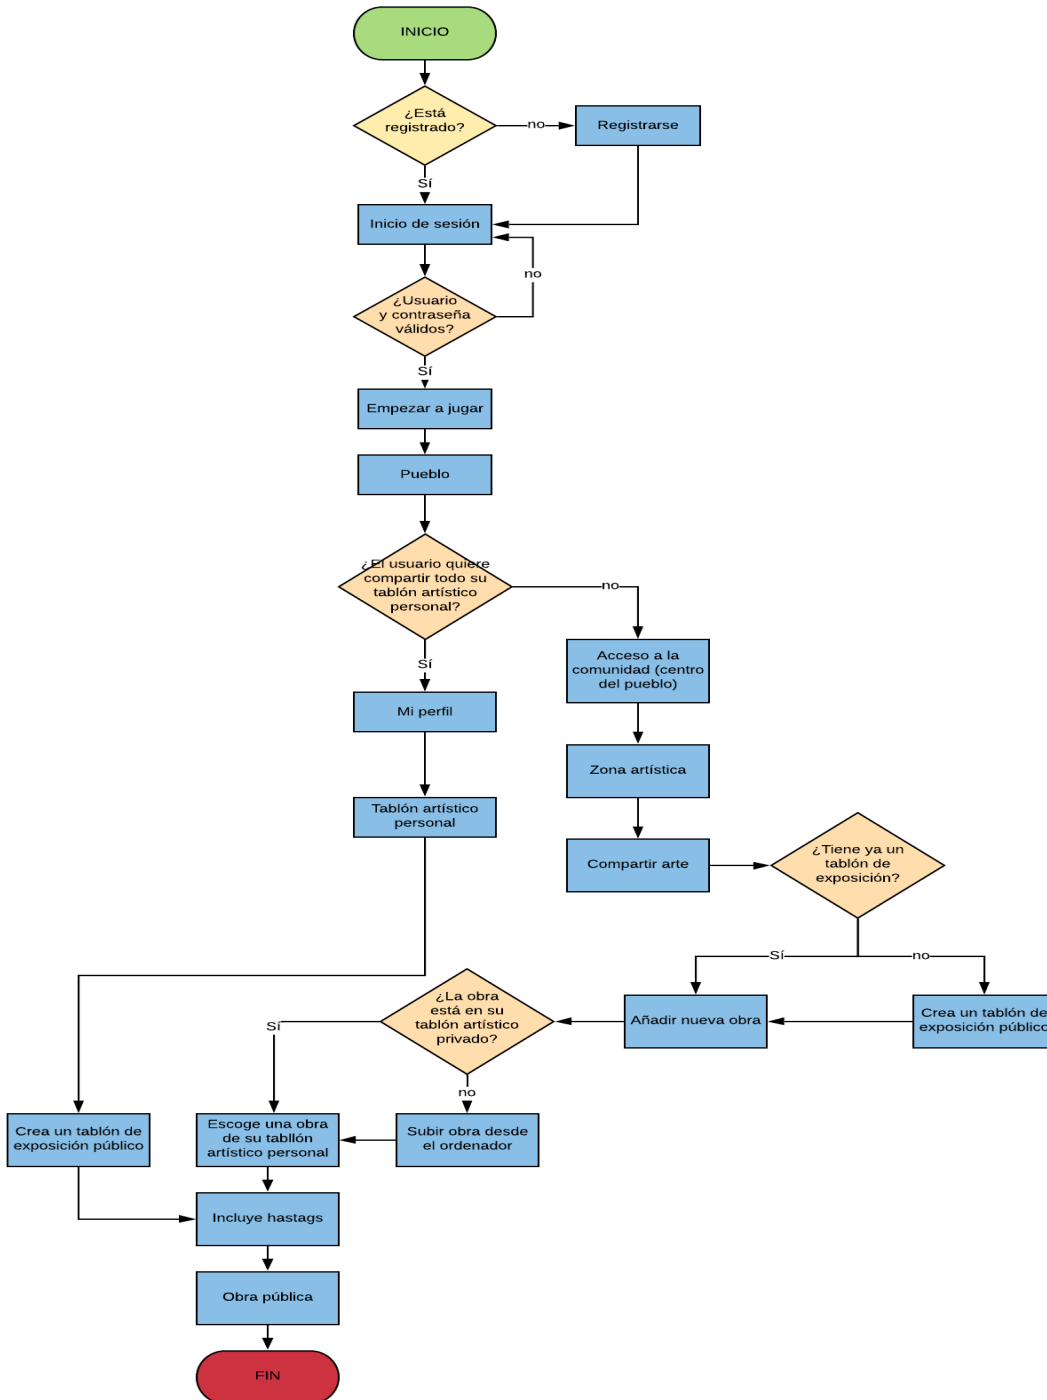 INICIO
¿Está
registrado?
no
Registrarse
Sí
Inicio de sesión
no
¿Usuario
y contraseña
válidos?
Sí
Empezar a jugar
Pueblo
¿El usuario quiere
compartir todo su
tablón artístico
personal?
no
Acceso a la
comunidad (centro
del pueblo)
Sí
Mi perfil
Zona artística
Tablón artístico
personal
Compartir arte
¿Tiene ya un
tablón de
exposición?
Sí
no
¿La obra
está en su
tablón artístico
privado?
Añadir nueva obra
Crea un tablón de
exposición público
Sí
no
Crea un tablón de
exposición público
Escoge una obra
de su tabllón
artístico personal
Subir obra desde
el ordenador
Incluye hastags
Obra pública
FIN